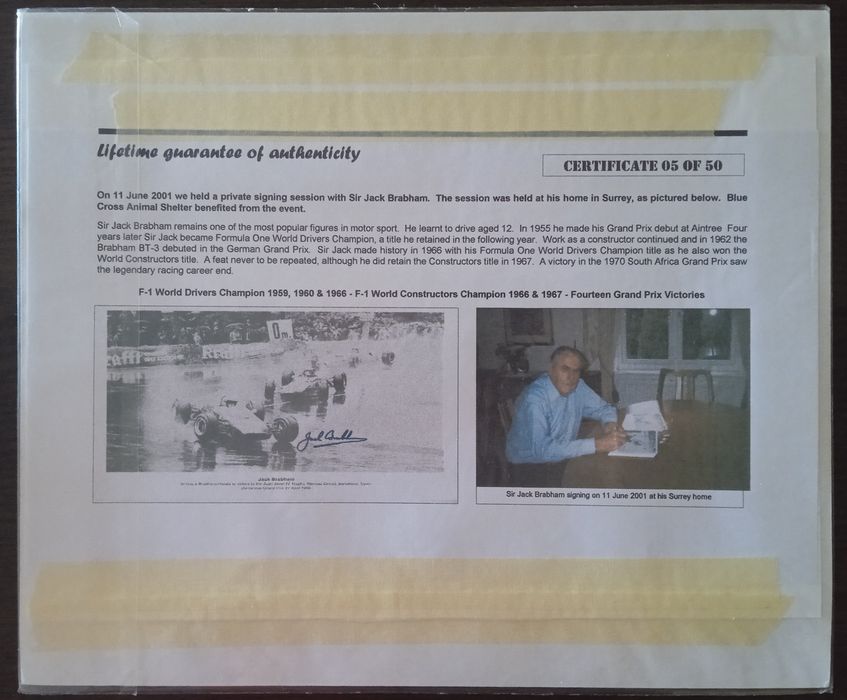 Lifetime guarantee of authenticity
CERTIFICATE 05 OF 50
On 11 June 2001 we held a private signing session with Sir Jack Brabham. The session was held at his home in Surrey, as pictured below. Blue
Cross Animal Shelter benefited from the event.
Sir Jack Brabham remains one of the most popular figures in motor sport. He learnt to drive aged 12. In 1955 he made his Grand Prix debut at Aintree Four
years later Sir Jack became Formula One World Drivers Champion, a title he retained in the following year. Work as a constructor continued and in 1962 the
Brabham BT-3 debuted in the German Grand Prix. Sir Jack made history in 1966 with his Formula One World Drivers Champion title as he also won the
World Constructors title. A feat never to be repeated, although he did retain the Constructors title in 1967. A victory in the 1970 South Africa Grand Prix saw
the legendary racing career end.
F-1 World Drivers Champion 1959, 1960 & 1966 - F-1 World Constructors Champion 1966 & 1967 - Fourteen Grand Prix Victories
Jack Brabham
Sir Jack Brabham signing on 11 June 2001 at his Surrey home